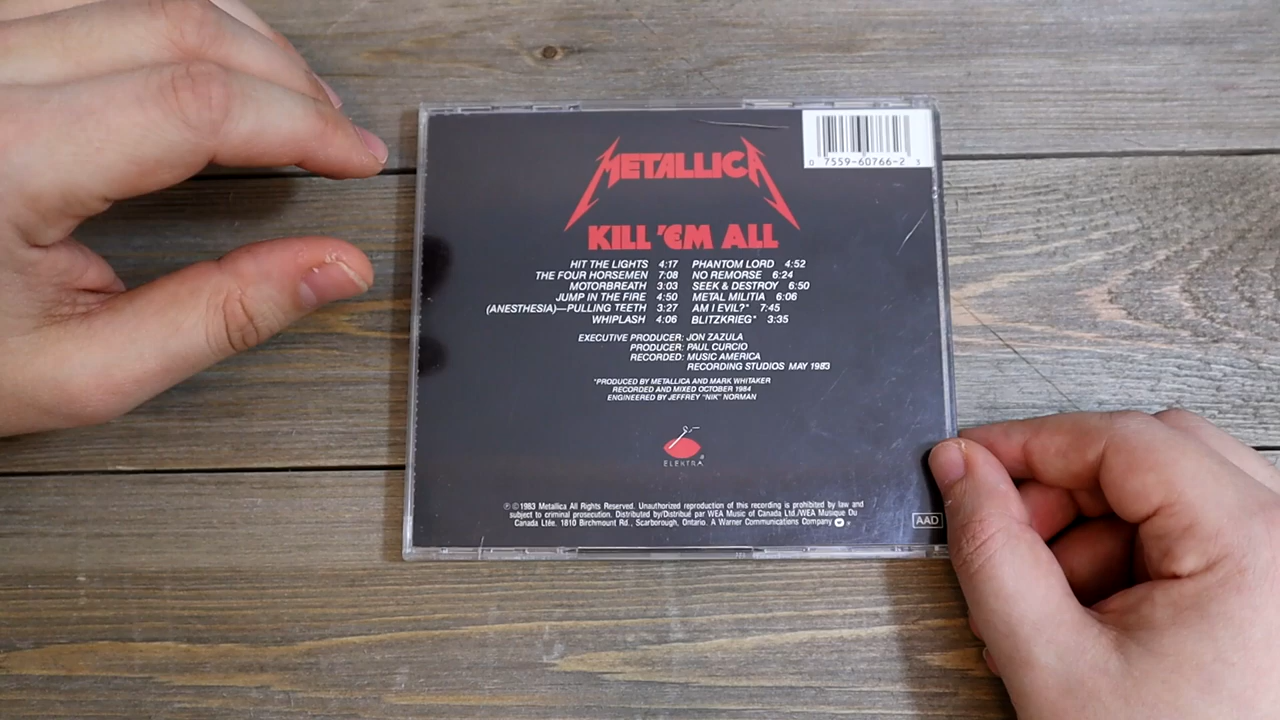 0 7559-60766-2 3
METALLICA
KILL 'EM ALL
HIT THE LIGHTS 4:17 PHANTOM LORD 4:52
THE FOUR HORSEMEN 7:08 NO REMORSE 6:24
MOTORBREATH 3:03 SEEK & DESTROY 6:50
JUMP IN THE FIRE 4:50 METAL MILITIA 6:06
(ANESTHESIA)—PULLING TEETH 3:27 AM I EVIL?* 7:45
WHIPLASH 4:06 BLITZKRIEG* 3:35
EXECUTIVE PRODUCER: JON ZAZULA
PRODUCER: PAUL CURCIO
RECORDED: MUSIC AMERICA
RECORDING STUDIOS MAY 1983
*PRODUCED BY METALLICA AND MARK WHITAKER
RECORDED AND MIXED OCTOBER 1984
ENGINEERED BY JEFFREY "NIK" NORMAN
ELEKTRA
℗ © 1983 Metallica All Rights Reserved. Unauthorized reproduction of this recording is prohibited by law and
subject to criminal prosecution. Distributed by/Distribué par WEA Music of Canada Ltd./WEA Musique Du
Canada Ltée. 1810 Birchmount Rd., Scarborough, Ontario. A Warner Communications Company
AAD